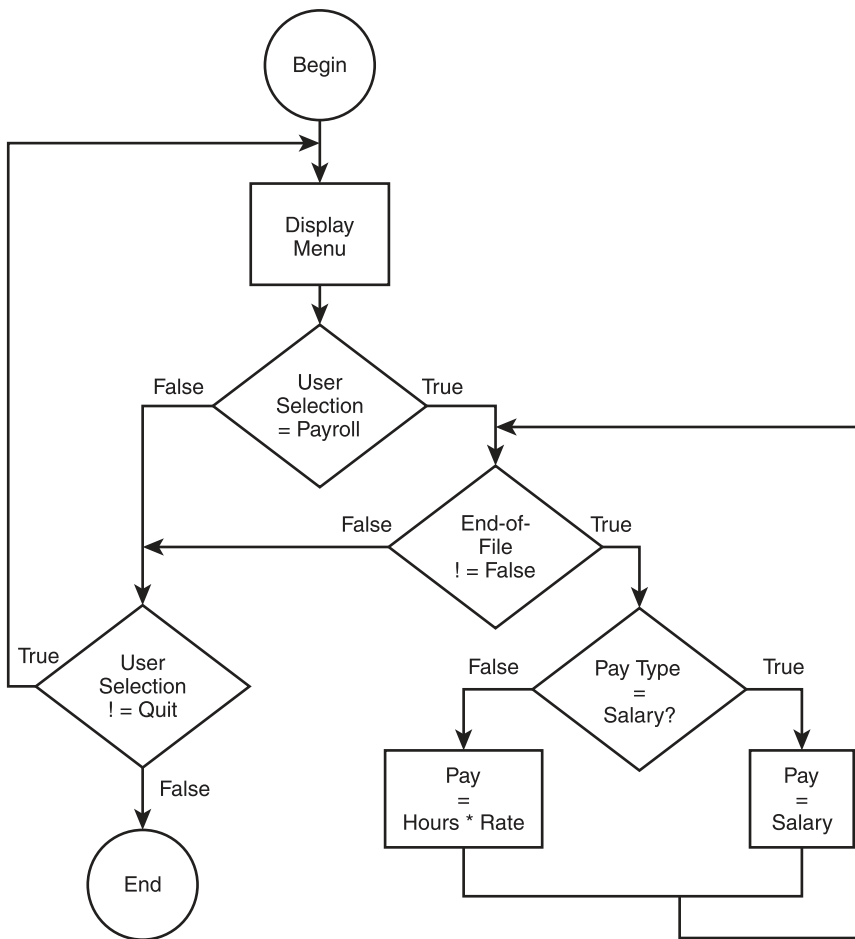 Begin
Display
Menu
False
User
Selection
= Payroll
True
False
End-of-
File
! = False
True
True
User
Selection
! = Quit
False
False
Pay Type
=
Salary?
True
Pay
=
Hours * Rate
Pay
=
Salary
End